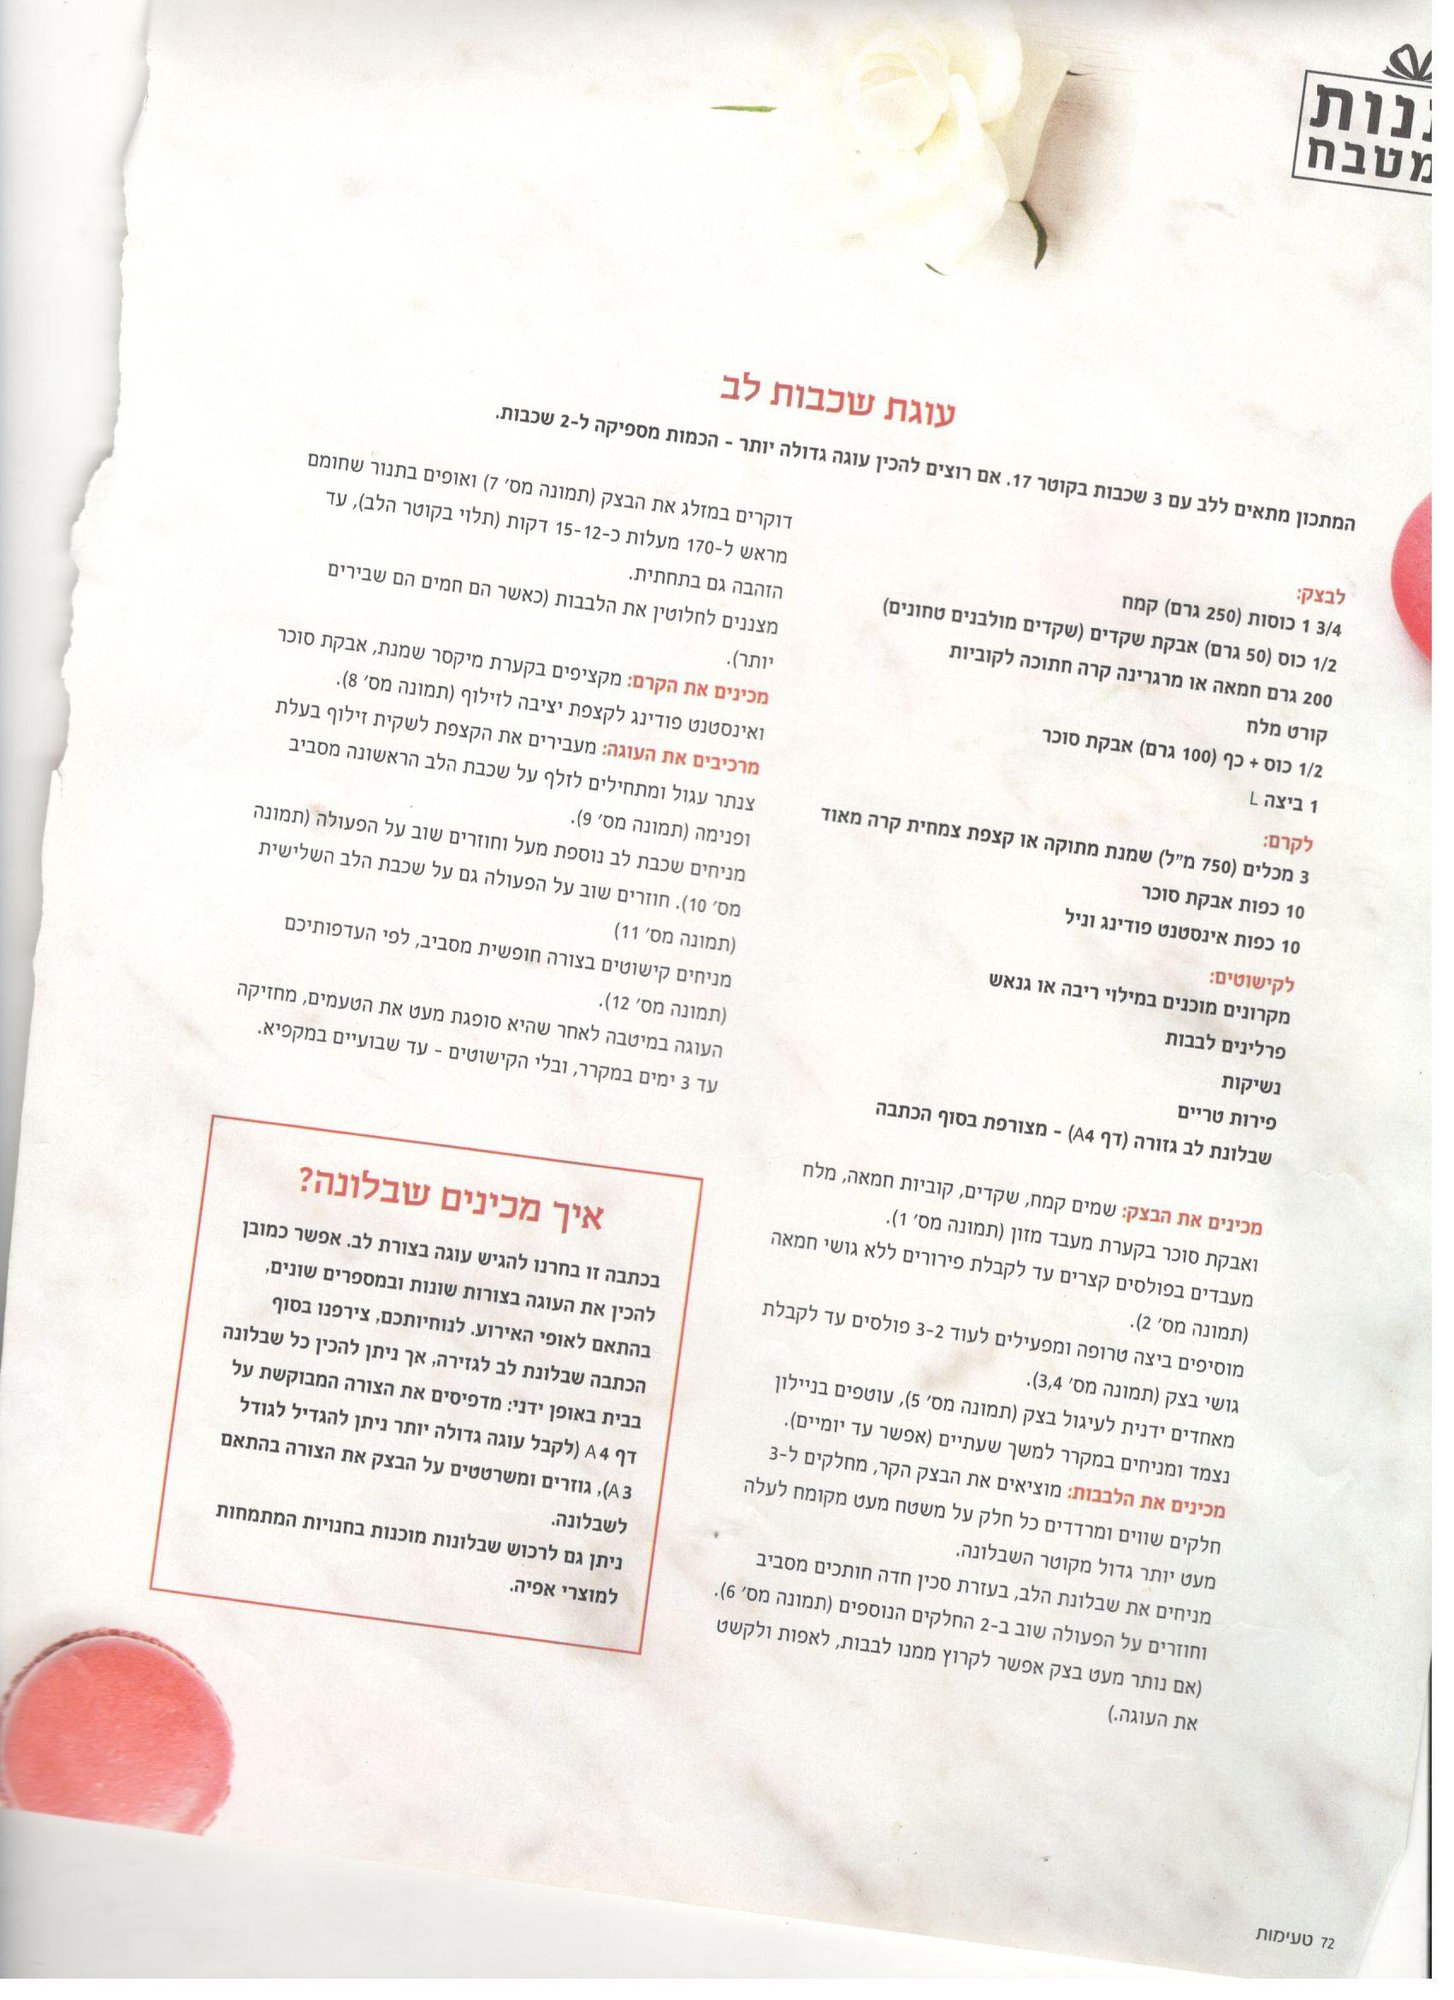 נות
מטבח
עוגת שכבות לב
המתכון מתאים ללב עם 3 שכבות בקוטר 17. אם רוצים להכין עוגה גדולה יותר - הכמות מספיקה ל-2 שכבות.
לבצק:
1 3/4 כוסות (250 גרם) קמח
1/2 כוס (50 גרם) אבקת שקדים (שקדים מולבנים טחונים)
200 גרם חמאה או מרגרינה קרה חתוכה לקוביות
קורט מלח
1/2 כוס + כף (100 גרם) אבקת סוכר
1 ביצה L
לקרם:
3 מכלים (750 מ"ל) שמנת מתוקה או קצפת צמחית קרה מאוד
10 כפות אבקת סוכר
10 כפות אינסטנט פודינג וניל
לקישוטים:
מקרונים מוכנים במילוי ריבה או גנאש
פרלינים לבבות
נשיקות
פירות טריים
שבלונת לב גזורה (דף A4) - מצורפת בסוף הכתבה
מכינים את הבצק: שמים קמח, שקדים, קוביות חמאה, מלח
ואבקת סוכר בקערת מעבד מזון (תמונה מס' 1).
מעבדים בפולסים קצרים עד לקבלת פירורים ללא גושי חמאה
(תמונה מס' 2).
מוסיפים ביצה טרופה ומפעילים לעוד 3-2 פולסים עד לקבלת
גושי בצק (תמונה מס' 3,4).
מאחדים ידנית לעיגול בצק (תמונה מס' 5), עוטפים בניילון
נצמד ומניחים במקרר למשך שעתיים (אפשר עד יומיים).
מכינים את הלבבות: מוציאים את הבצק הקר, מחלקים ל-3
חלקים שווים ומרדדים כל חלק על משטח מעט מקומח לעלה
מעט יותר גדול מקוטר השבלונה.
מניחים את שבלונת הלב, בעזרת סכין חדה חותכים מסביב
וחוזרים על הפעולה שוב ב-2 החלקים הנוספים (תמונה מס' 6).
(אם נותר מעט בצק אפשר לקרוץ ממנו לבבות, לאפות ולקשט
את העוגה.)
דוקרים במזלג את הבצק (תמונה מס' 7) ואופים בתנור שחומם
מראש ל-170 מעלות כ-15-12 דקות (תלוי בקוטר הלב), עד
הזהבה גם בתחתית.
מצננים לחלוטין את הלבבות (כאשר הם חמים הם שבירים
יותר).
מכינים את הקרם: מקציפים בקערת מיקסר שמנת, אבקת סוכר
ואינסטנט פודינג לקצפת יציבה לזילוף (תמונה מס' 8).
מרכיבים את העוגה: מעבירים את הקצפת לשקית זילוף בעלת
צנתר עגול ומתחילים לזלף על שכבת הלב הראשונה מסביב
ופנימה (תמונה מס' 9).
מניחים שכבת לב נוספת מעל וחוזרים שוב על הפעולה (תמונה
מס' 10). חוזרים שוב על הפעולה גם על שכבת הלב השלישית
(תמונה מס' 11)
מניחים קישוטים בצורה חופשית מסביב, לפי העדפותיכם
(תמונה מס' 12).
העוגה במיטבה לאחר שהיא סופגת מעט את הטעמים, מחזיקה
עד 3 ימים במקרר, ובלי הקישוטים - עד שבועיים במקפיא.
איך מכינים שבלונה?
בכתבה זו בחרנו להגיש עוגה בצורת לב. אפשר כמובן
להכין את העוגה בצורות שונות ובמספרים שונים,
בהתאם לאופי האירוע. לנוחיותכם, צירפנו בסוף
הכתבה שבלונת לב לגזירה, אך ניתן להכין כל שבלונה
בבית באופן ידני: מדפיסים את הצורה המבוקשת על
דף A4 (לקבל עוגה גדולה יותר ניתן להגדיל לגודל
A3), גוזרים ומשרטטים על הבצק את הצורה בהתאם
לשבלונה.
ניתן גם לרכוש שבלונות מוכנות בחנויות המתמחות
למוצרי אפיה.
72 טעימות